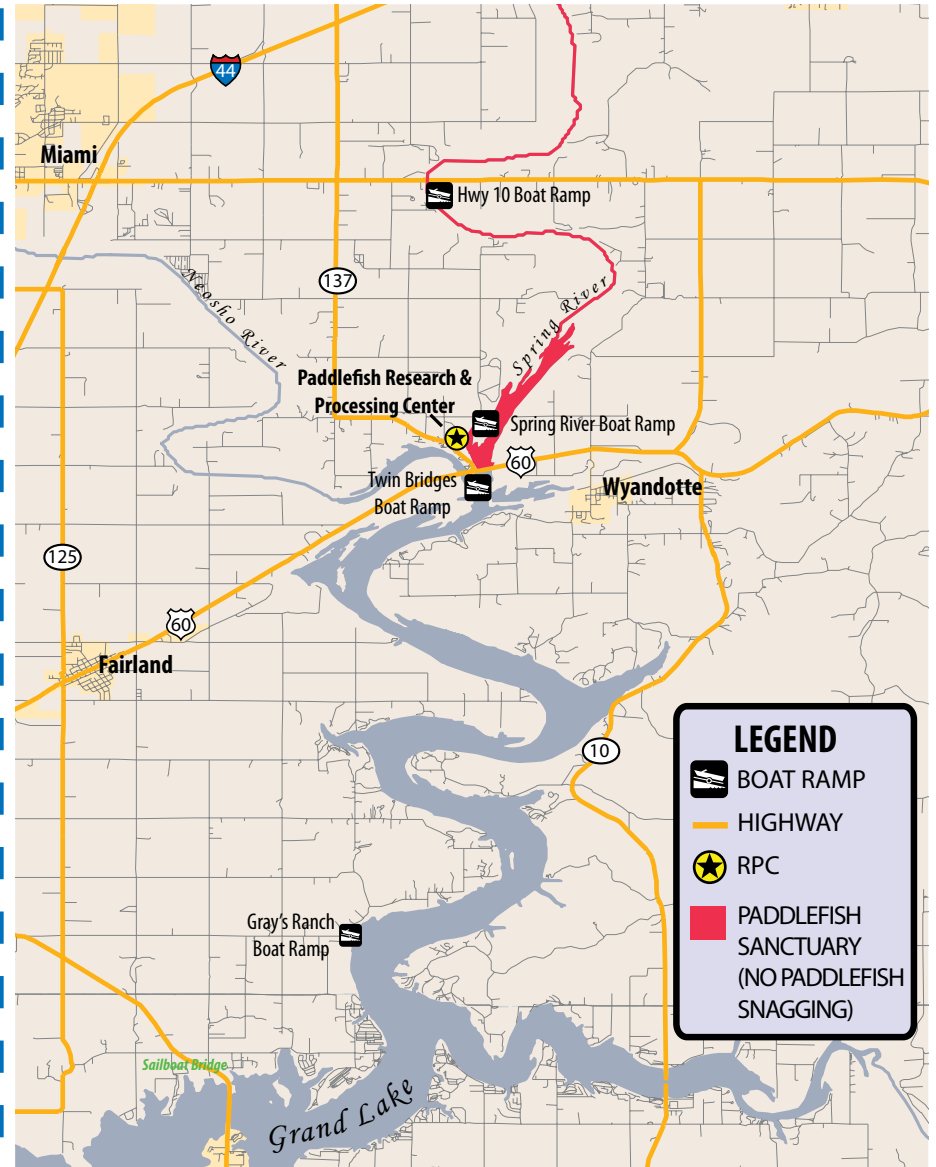 44
Miami
Hwy 10 Boat Ramp
137
Neosho River
Spring River
Paddlefish Research &
Processing Center
Spring River Boat Ramp
60
Twin Bridges
Boat Ramp
Wyandotte
125
60
Fairland
10
LEGEND
BOAT RAMP
HIGHWAY
RPC
PADDLEFISH
SANCTUARY
(NO PADDLEFISH
SNAGGING)
Gray's Ranch
Boat Ramp
Sailboat Bridge
Grand Lake